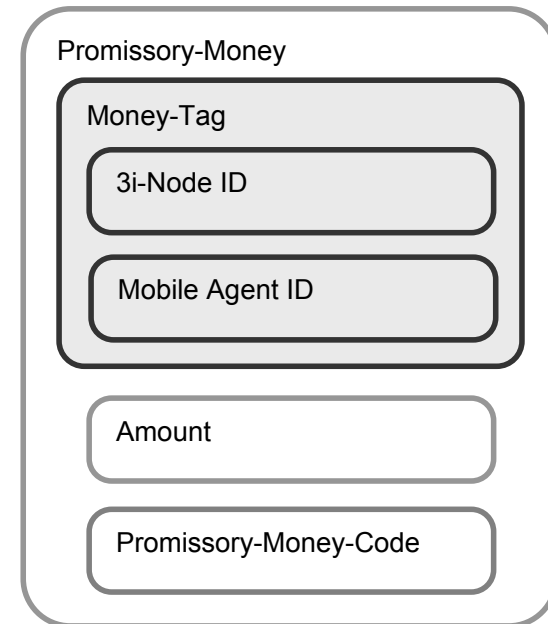 Promissory-Money
Money-Tag
3i-Node ID
Mobile Agent ID
Amount
Promissory-Money-Code